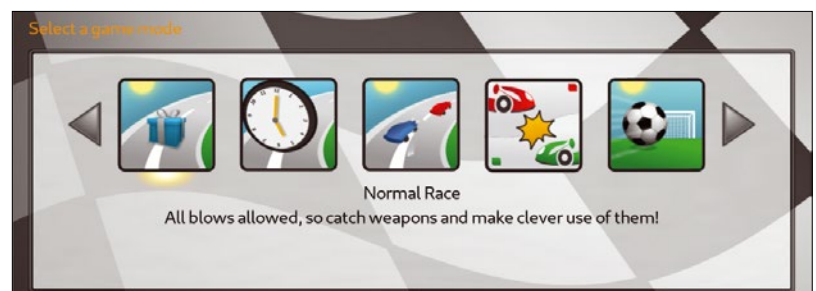 Select a game mode
Normal Race
All blows allowed, so catch weapons and make clever use of them!